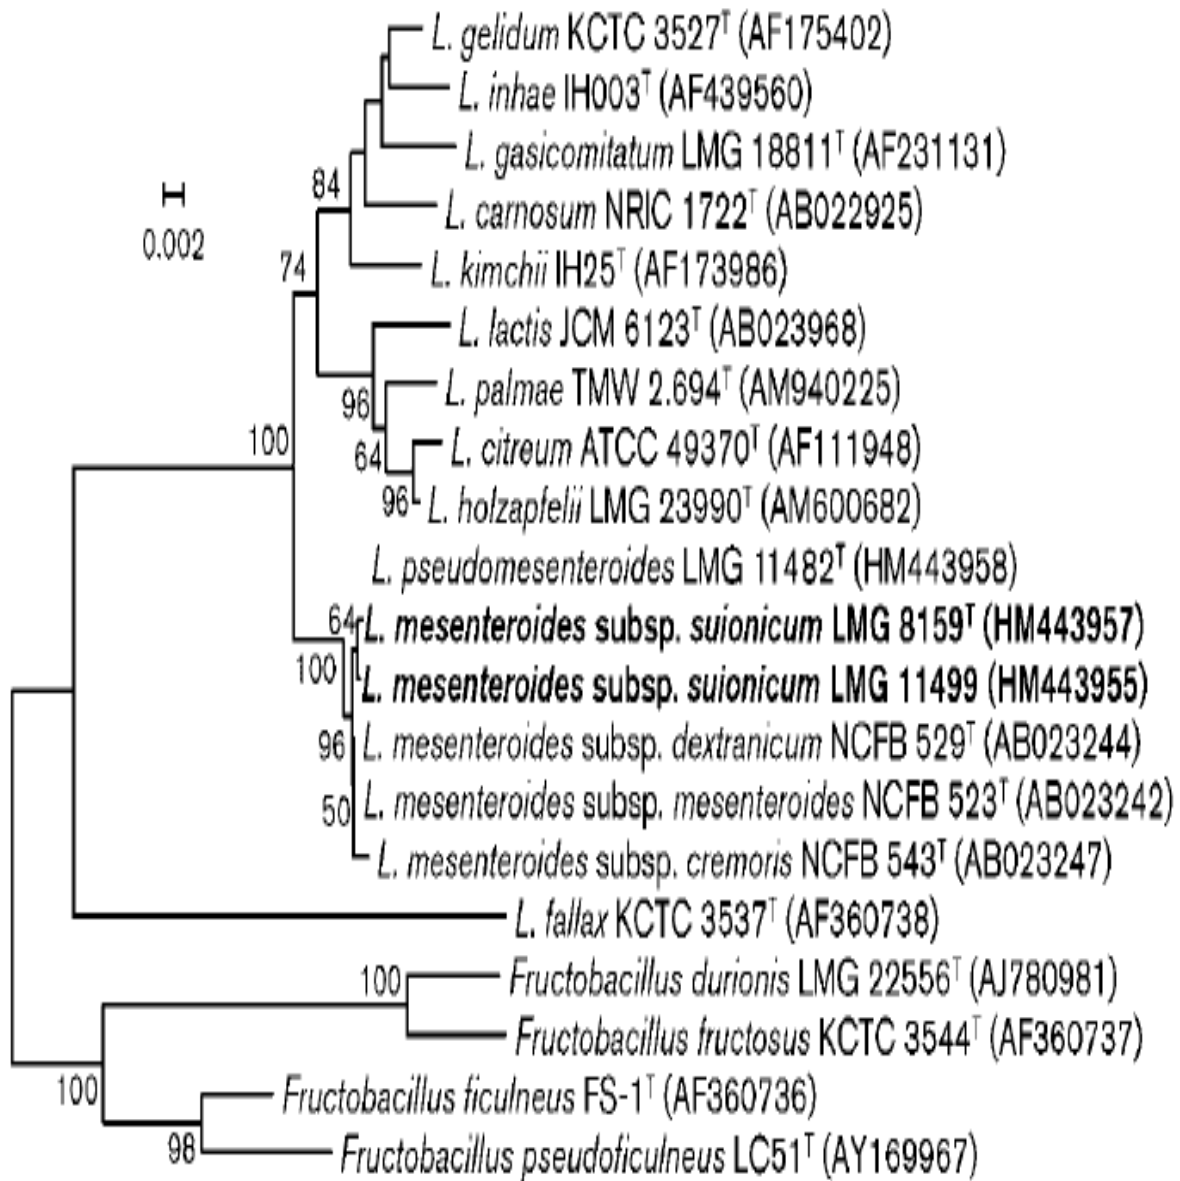 L. gelidum KCTC 3527T (AF175402)
L. inhae IH003T (AF439560)
L. gasicomitatum LMG 18811T (AF231131)
84
L. carnosum NRIC 1722T (AB022925)
0.002
74
L. kimchii IH25T (AF173986)
L. lactis JCM 6123T (AB023968)
L. palmae TMW 2.694T (AM940225)
96
100
L. citreum ATCC 49370T (AF111948)
64
96
L. holzapfelii LMG 23990T (AM600682)
L. pseudomesenteroides LMG 11482T (HM443958)
64
L. mesenteroides subsp. suionicum LMG 8159T (HM443957)
100
L. mesenteroides subsp. suionicum LMG 11499 (HM443955)
96
L. mesenteroides subsp. dextranicum NCFB 529T (AB023244)
50
L. mesenteroides subsp. mesenteroides NCFB 523T (AB023242)
L. mesenteroides subsp. cremoris NCFB 543T (AB023247)
L. fallax KCTC 3537T (AF360738)
100
Fructobacillus durionis LMG 22556T (AJ780981)
Fructobacillus fructosus KCTC 3544T (AF360737)
100
Fructobacillus ficulneus FS-1T (AF360736)
98
Fructobacillus pseudoficulneus LC51T (AY169967)